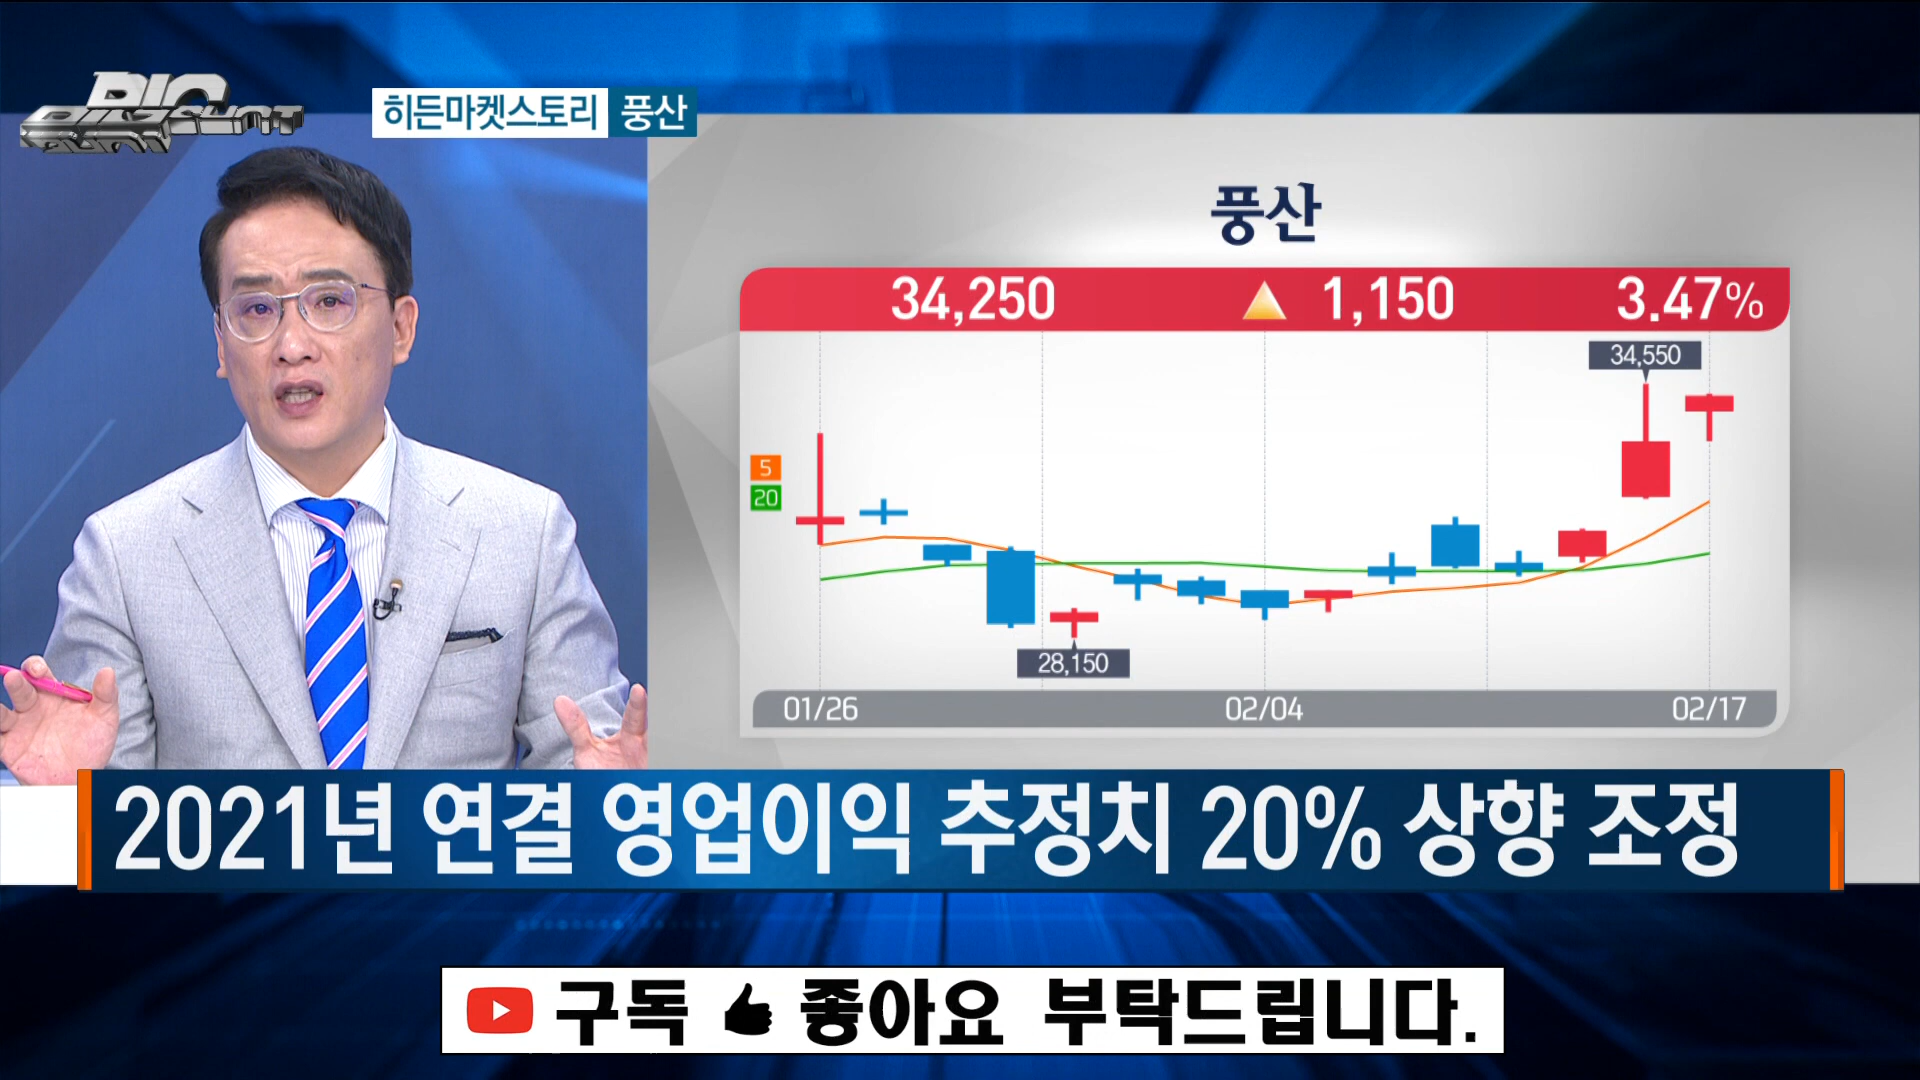 히든마켓스토리 풍산
풍산
34,250 ▲ 1,150 3.47%
34,550
5
20
28,150
01/26 02/04 02/17
2021년 연결 영업이익 추정치 20% 상향 조정
구독 좋아요 부탁드립니다.